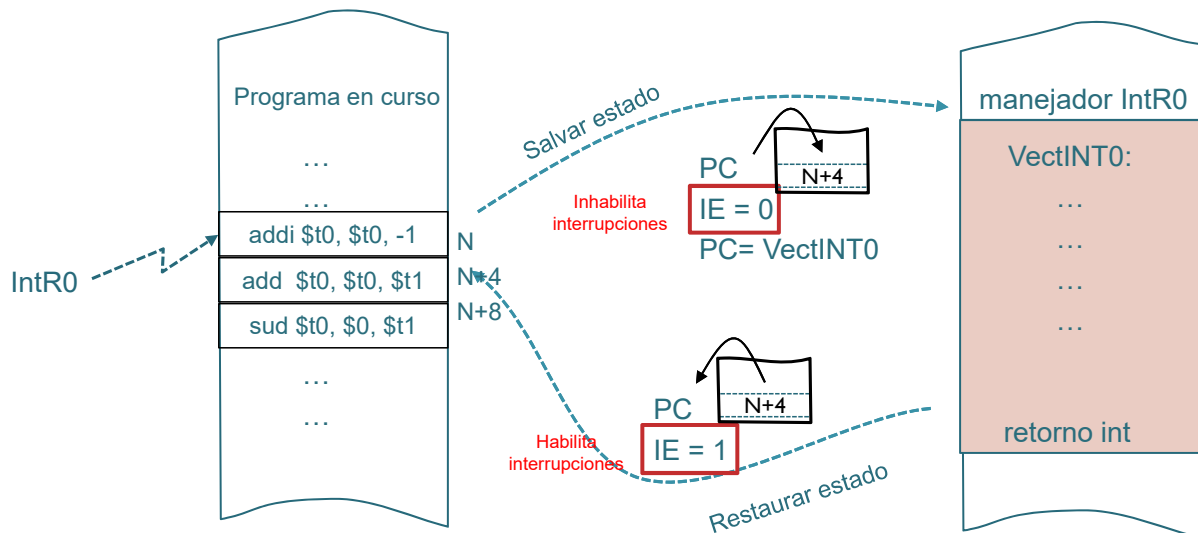 Programa en curso
…
…
addi $t0, $t0, -1
add $t0, $t0, $t1
sud $t0, $0, $t1
…
…
N
N+4
N+8
IntR0
Salvar estado
Inhabilita
interrupciones
PC
N+4
IE = 0
PC= VectINT0
manejador IntR0
VectINT0:
…
…
…
…
retorno int
PC
N+4
Habilita
interrupciones
IE = 1
Restaurar estado